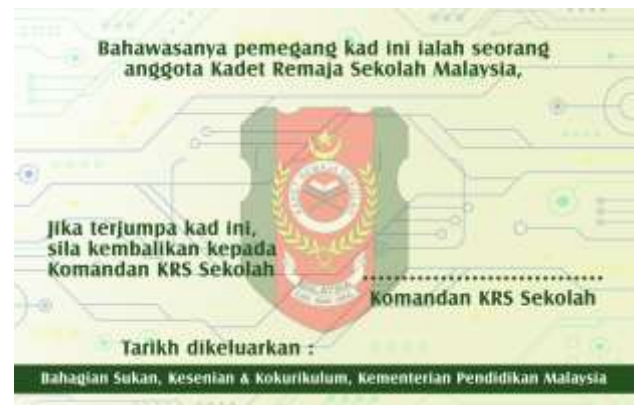 Bahawasanya pemegang kad ini ialah seorang
anggota Kadet Remaja Sekolah Malaysia,
Jika terjumpa kad ini,
sila kembalikan kepada
Komandan KRS Sekolah
Komandan KRS Sekolah
MALAYSIA
Tarikh dikeluarkan :
Bahagian Sukan, Kesenian & Kokurikulum, Kementerian Pendidikan Malaysia